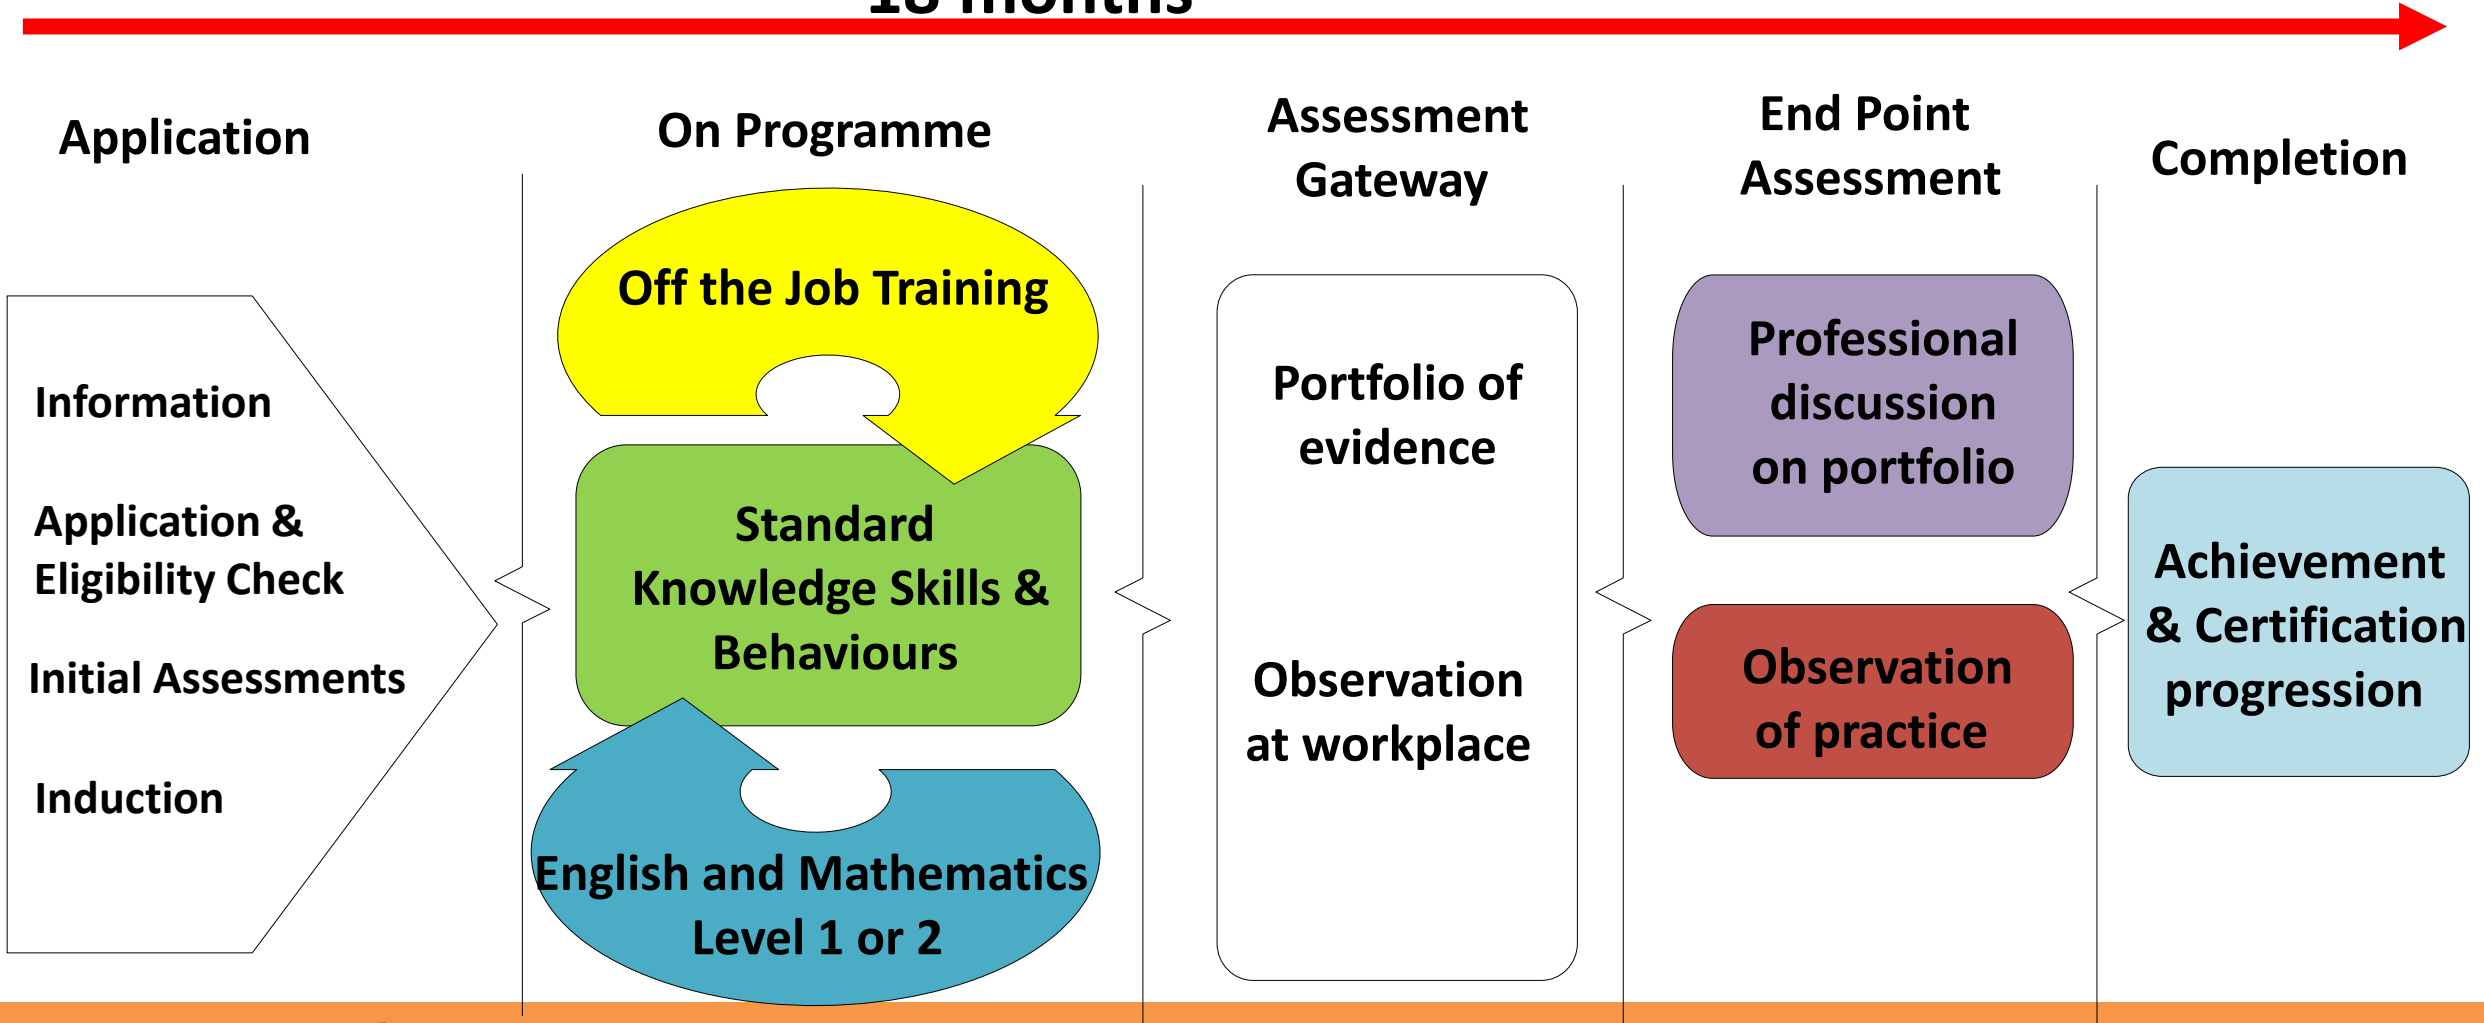 18 months
Application
On Programme
Assessment
Gateway
End Point
Assessment
Completion
Information
Application &
Eligibility Check
Initial Assessments
Induction
Off the Job Training
Standard
Knowledge Skills &
Behaviours
English and Mathematics
Level 1 or 2
Portfolio of
evidence
Observation
at workplace
Professional
discussion
on portfolio
Observation
of practice
Achievement
& Certification
progression